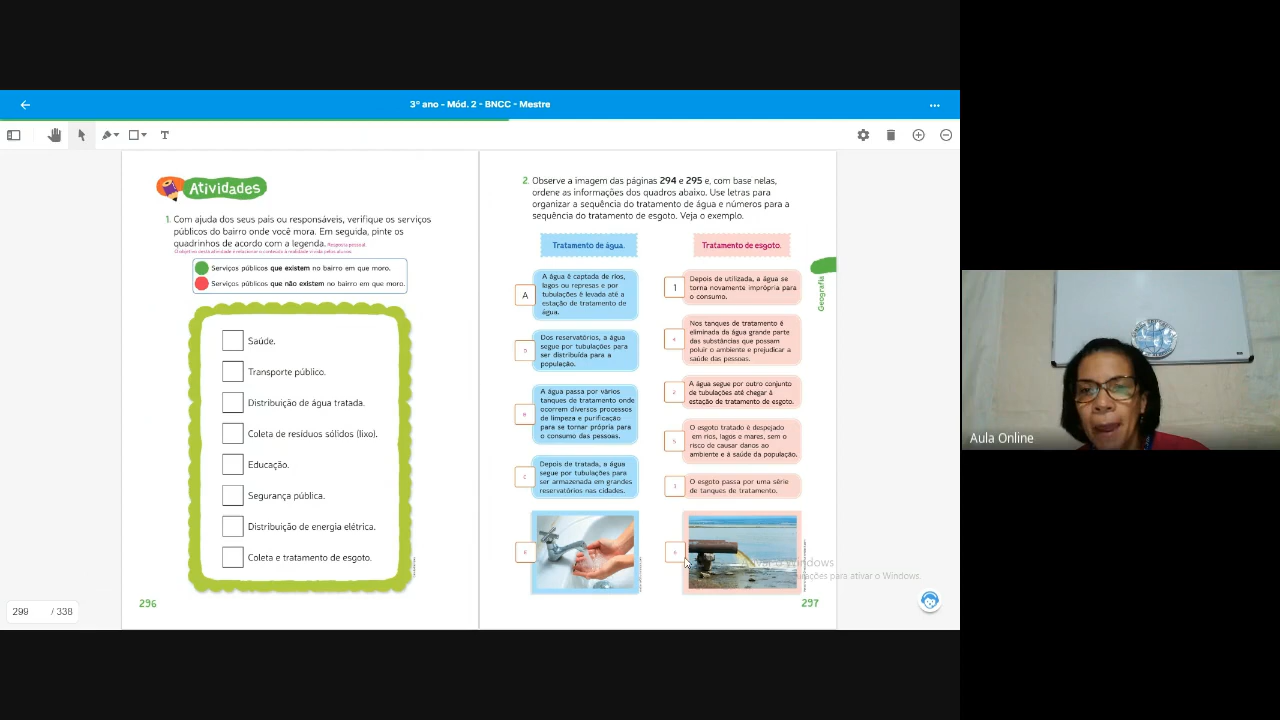 3º ano - Mód. 2 - BNCC - Mestre
T
Atividades
1. Com ajuda dos seus pais ou responsáveis, verifique os serviços
públicos do bairro onde você mora. Em seguida, pinte os
quadrinhos de acordo com a legenda. Resposta pessoal.
Serviços públicos que existem no bairro em que moro.
Serviços públicos que não existem no bairro em que moro.
Saúde.
Transporte público.
Distribuição de água tratada.
Coleta de resíduos sólidos (lixo).
Educação.
Segurança pública.
Distribuição de energia elétrica.
Coleta e tratamento de esgoto.
296
299 / 338
2. Observe a imagem das páginas 294 e 295 e, com base nelas,
ordene as informações dos quadros abaixo. Use letras para
organizar a sequência do tratamento de água e números para a
sequência do tratamento de esgoto. Veja o exemplo.
Tratamento de água.
A
A água é captada de rios,
lagos ou represas e por
tubulações é levada até a
estação de tratamento de
água.
D
Dos reservatórios, a água
segue por tubulações para
ser distribuída para a
população.
B
A água passa por vários
tanques de tratamento onde
ocorrem diversos processos
de limpeza e purificação
para se tornar própria para
o consumo das pessoas.
C
Depois de tratada, a água
segue por tubulações para
ser armazenada em grandes
reservatórios nas cidades.
Tratamento de esgoto.
1
Depois de utilizada, a água se
torna novamente imprópria para
o consumo.
4
Nos tanques de tratamento é
eliminada da água grande parte
das substâncias que possam
poluir o ambiente e prejudicar a
saúde das pessoas.
2
A água segue por outro conjunto
de tubulações até chegar à
estação de tratamento de esgoto.
5
O esgoto tratado é despejado
em rios, lagos e mares, sem o
risco de causar danos ao
ambiente e à saúde da população.
3
O esgoto passa por uma série
de tanques de tratamento.
Geografia
Windows
ações para ativar o Windows.
297
Aula Online